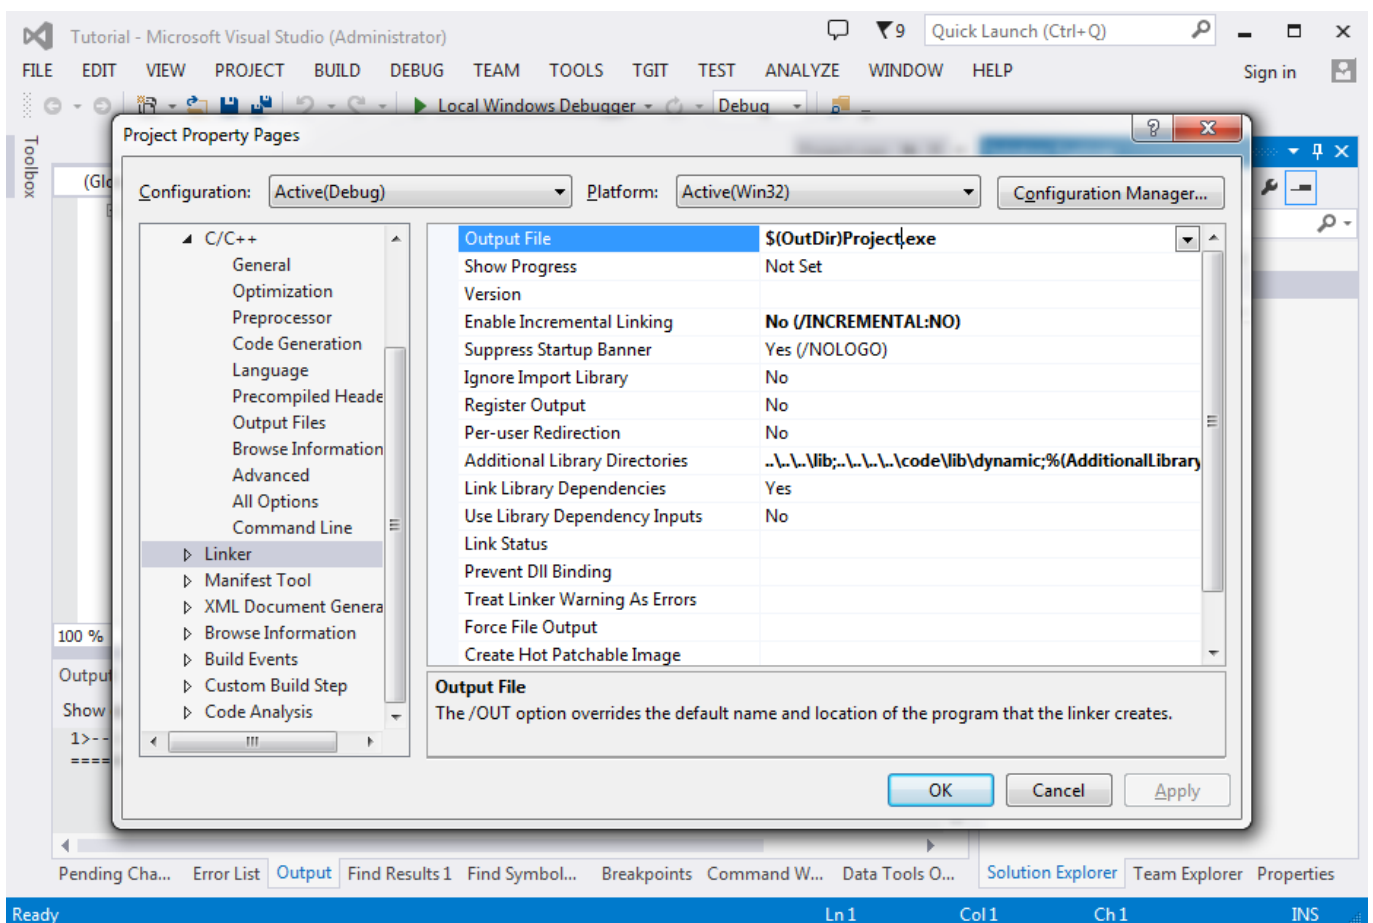 Tutorial - Microsoft Visual Studio (Administrator) 9 Quick Launch (Ctrl+Q)
FILE EDIT VIEW PROJECT BUILD DEBUG TEAM TOOLS TGIT TEST ANALYZE WINDOW HELP Sign in
Local Windows Debugger Debug
Toolbox
Project Property Pages
(Glo
Configuration: Active(Debug) Platform: Active(Win32) Configuration Manager...
C/C++
General
Optimization
Preprocessor
Code Generation
Language
Precompiled Heade
Output Files
Browse Information
Advanced
All Options
Command Line
Linker
Manifest Tool
XML Document Genera
Browse Information
Build Events
Custom Build Step
Code Analysis
Output File $(OutDir)Project.exe
Show Progress Not Set
Version
Enable Incremental Linking No (/INCREMENTAL:NO)
Suppress Startup Banner Yes (/NOLOGO)
Ignore Import Library No
Register Output No
Per-user Redirection No
Additional Library Directories ..\..\..\lib;..\..\..\..\code\lib\dynamic;%(AdditionalLibrary
Link Library Dependencies Yes
Use Library Dependency Inputs No
Link Status
Prevent Dll Binding
Treat Linker Warning As Errors
Force File Output
Create Hot Patchable Image
Output File
The /OUT option overrides the default name and location of the program that the linker creates.
OK Cancel Apply
100 %
Output
Show
1>--
====
Pending Cha... Error List Output Find Results 1 Find Symbol... Breakpoints Command W... Data Tools O... Solution Explorer Team Explorer Properties
Ready Ln 1 Col 1 Ch 1 INS